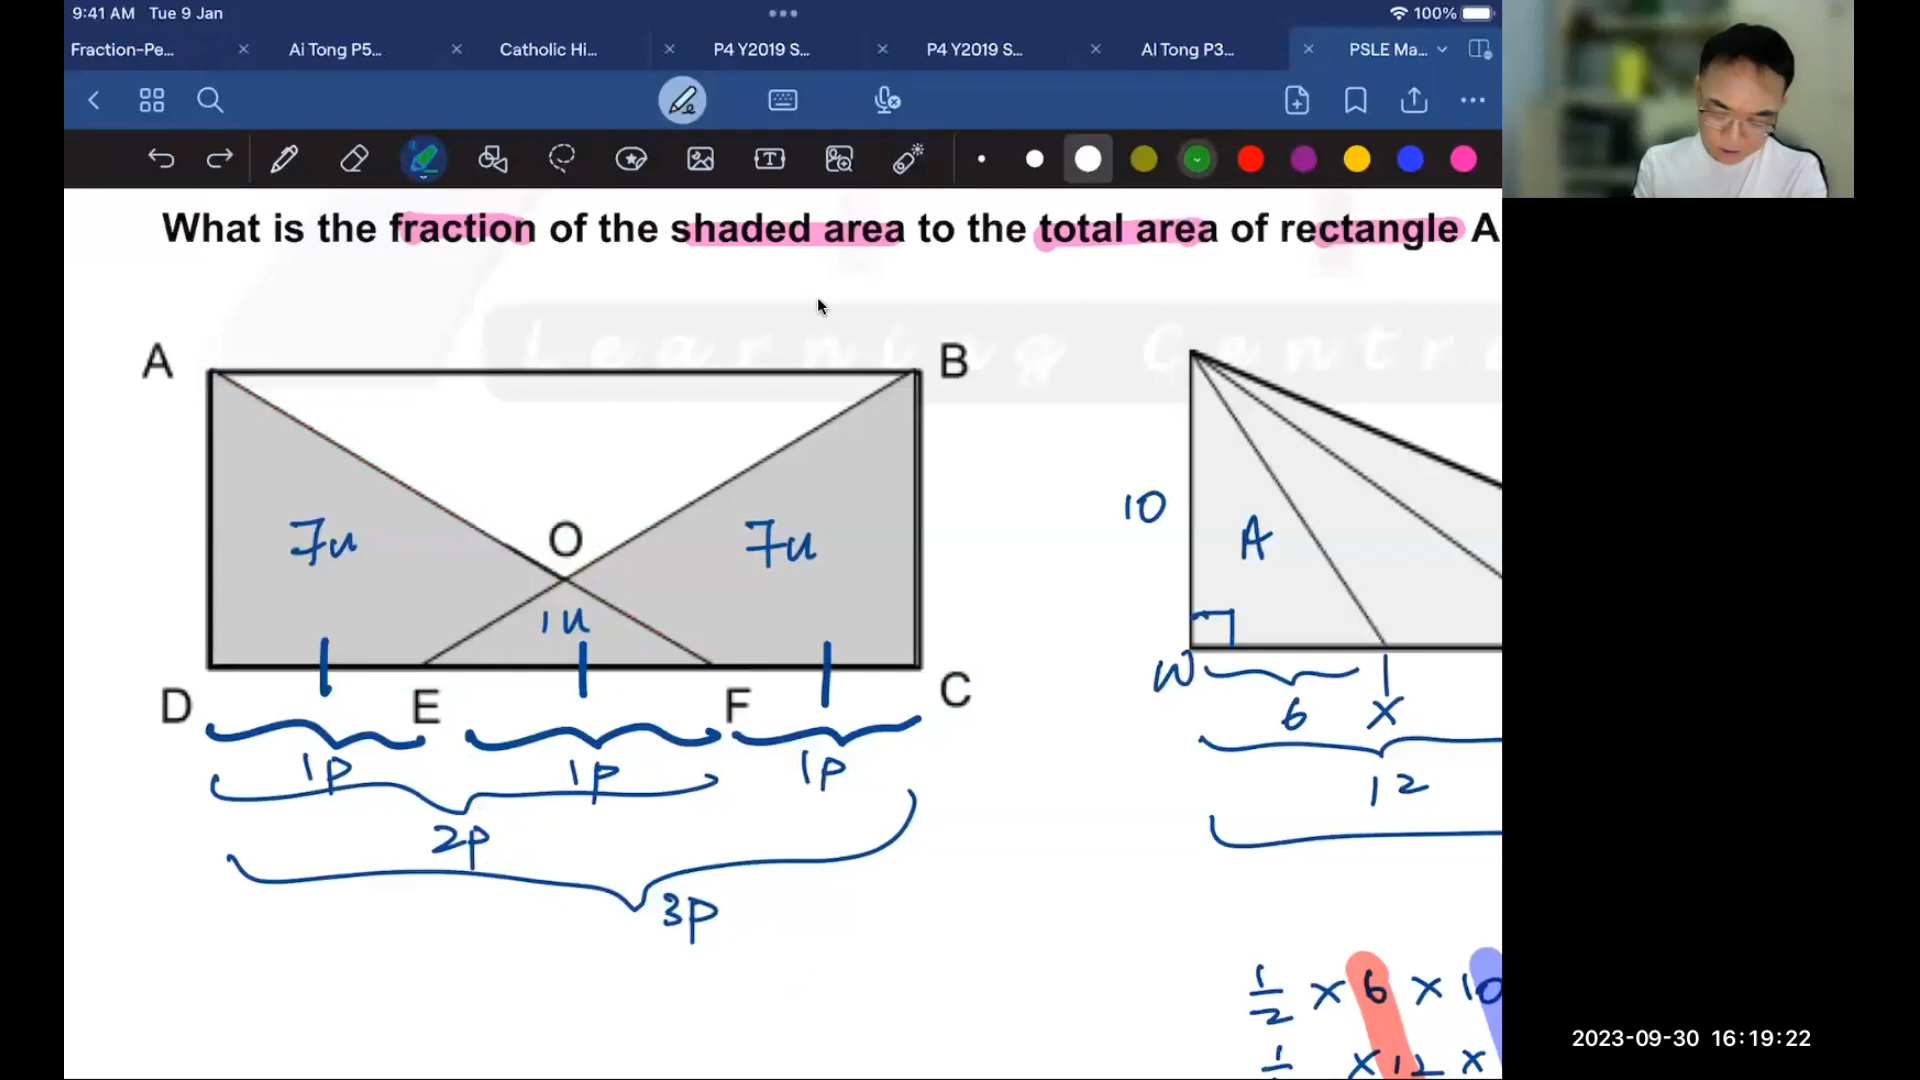 9:41 AM Tue 9 Jan
100%
Fraction-Pe...
Ai Tong P5...
Catholic Hi...
P4 Y2019 S...
P4 Y2019 S...
AI Tong P3...
PSLE Ma...
What is the fraction of the shaded area to the total area of rectangle A
Learning Centr
A
B
O
7u
7u
1u
D
E
F
C
1p
1p
1p
2p
3p
10
A
W
6
X
12
1/2 × 6 × 10
× 12 ×
2023-09-30 16:19:22